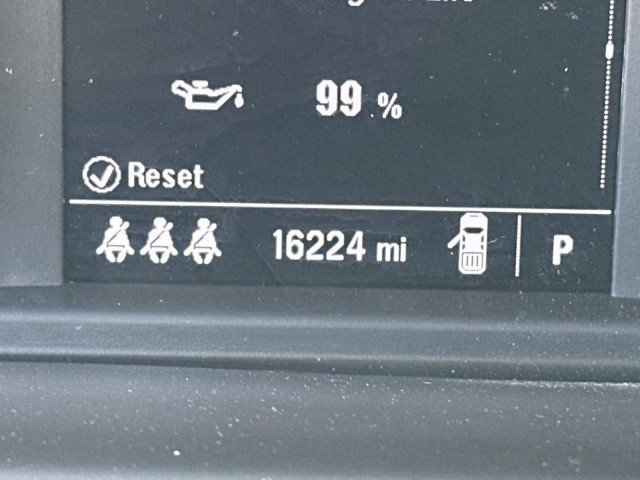 99 %
Reset
16224 mi P